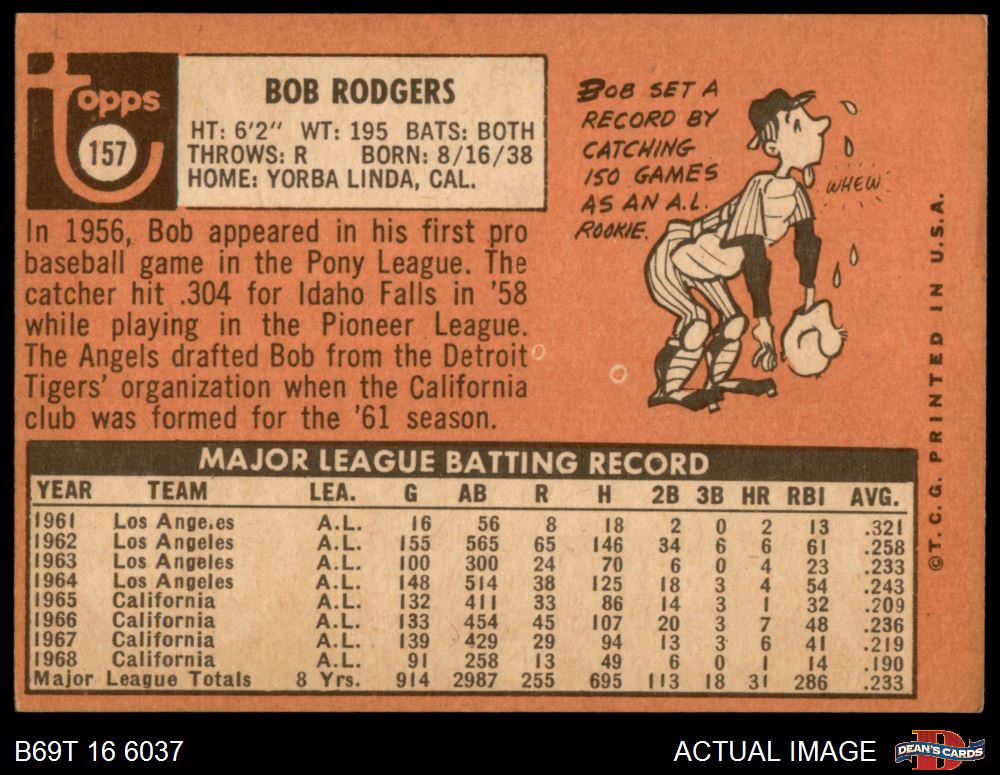 topps
157
BOB RODGERS
HT: 6'2" WT: 195 BATS: BOTH
THROWS: R BORN: 8/16/38
HOME: YORBA LINDA, CAL.
In 1956, Bob appeared in his first pro
baseball game in the Pony League. The
catcher hit .304 for Idaho Falls in '58
while playing in the Pioneer League.
The Angels drafted Bob from the Detroit
Tigers' organization when the California
club was formed for the '61 season.
BOB SET A
RECORD BY
CATCHING
150 GAMES
AS AN A.L.
ROOKIE.
WHEW
©T.C.G. PRINTED IN U.S.A.
MAJOR LEAGUE BATTING RECORD
YEAR TEAM LEA. G AB R H 2B 3B HR RBI AVG.
1961 Los Angeles A.L. 16 56 8 18 2 0 2 13 .321
1962 Los Angeles A.L. 155 565 65 146 34 6 6 61 .258
1963 Los Angeles A.L. 100 300 24 70 6 0 4 23 .233
1964 Los Angeles A.L. 148 514 38 125 18 3 4 54 .243
1965 California A.L. 132 411 33 86 14 3 1 32 .209
1966 California A.L. 133 454 45 107 20 3 7 48 .236
1967 California A.L. 139 429 29 94 13 3 6 41 .219
1968 California A.L. 91 258 13 49 6 0 1 14 .190
Major League Totals 8 Yrs. 914 2987 255 695 113 18 31 286 .233
B69T 16 6037
ACTUAL IMAGE
DEAN'S CARDS